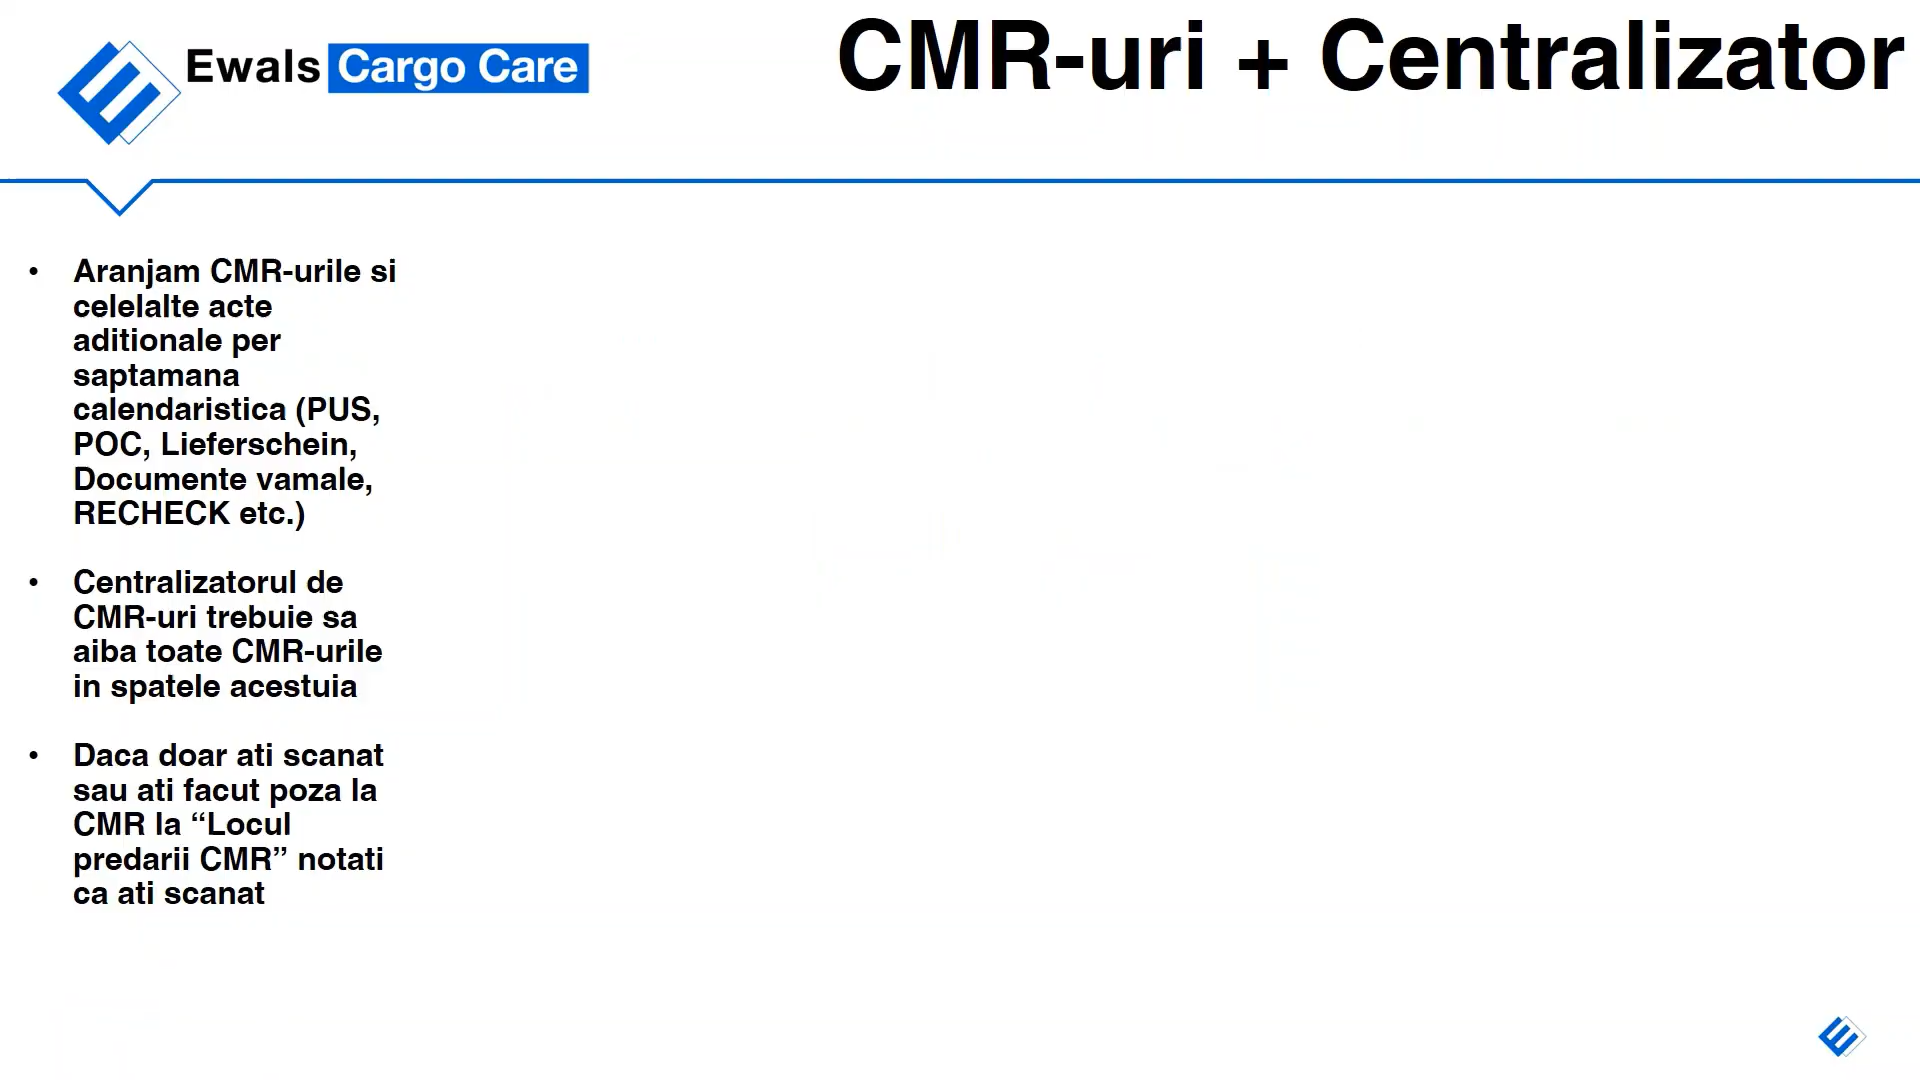 Ewals Cargo Care
CMR-uri + Centralizator
• Aranjam CMR-urile si
celelalte acte
aditionale per
saptamana
calendaristica (PUS,
POC, Lieferschein,
Documente vamale,
RECHECK etc.)
• Centralizatorul de
CMR-uri trebuie sa
aiba toate CMR-urile
in spatele acestuia
• Daca doar ati scanat
sau ati facut poza la
CMR la “Locul
predarii CMR” notati
ca ati scanat